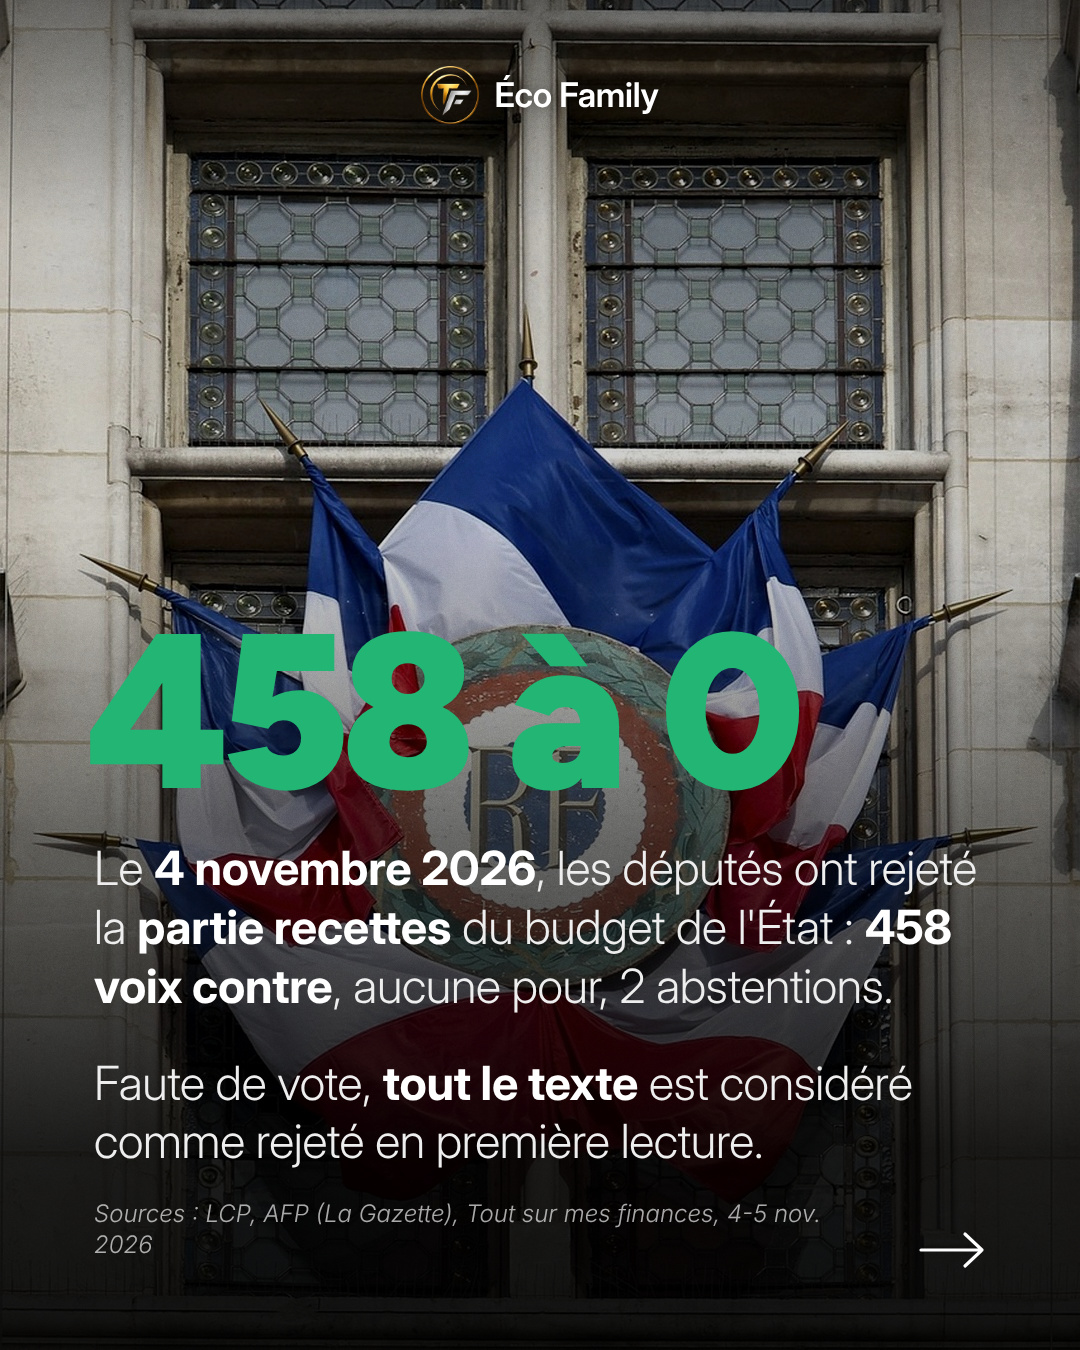 TF Éco Family
RF
458 à 0
Le 4 novembre 2026, les députés ont rejeté
la partie recettes du budget de l'État : 458
voix contre, aucune pour, 2 abstentions.
Faute de vote, tout le texte est considéré
comme rejeté en première lecture.
Sources : LCP, AFP (La Gazette), Tout sur mes finances, 4-5 nov.
2026